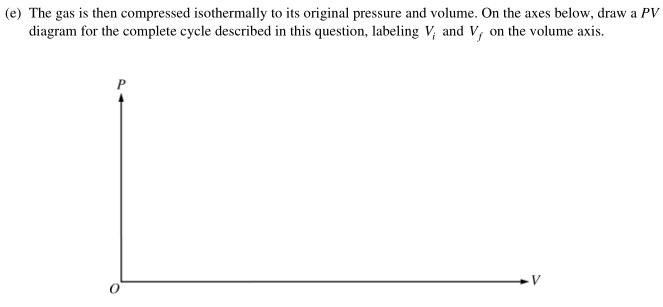 (e) The gas is then compressed isothermally to its original pressure and volume. On the axes below, draw a PV
diagram for the complete cycle described in this question, labeling V_i and V_f on the volume axis.
P
V
O